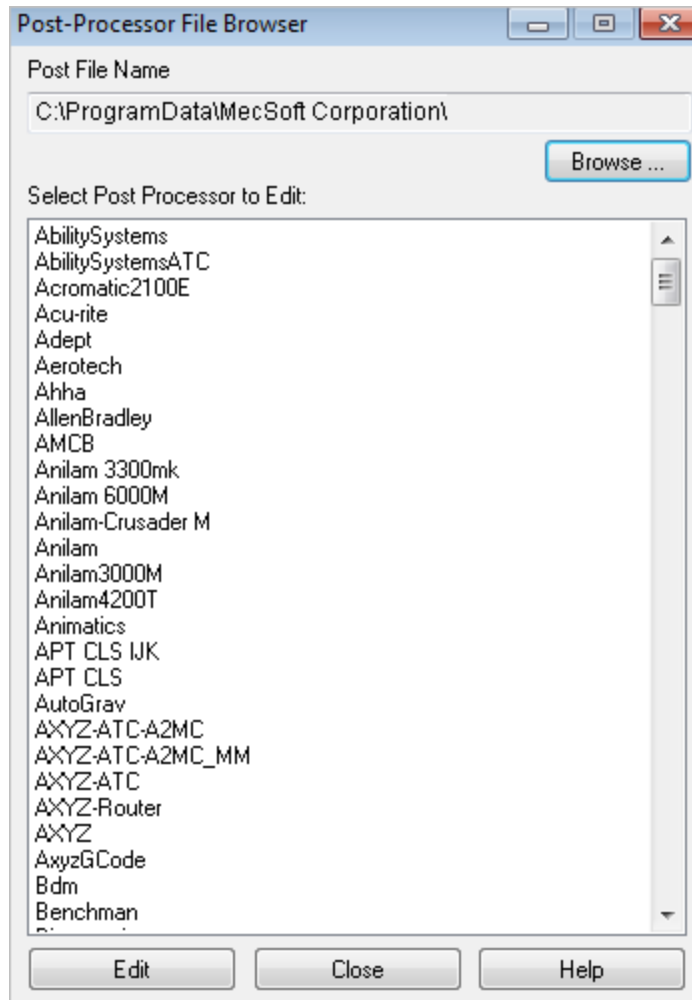 Post-Processor File Browser
Post File Name
C:\ProgramData\MecSoft Corporation\
Browse ...
Select Post Processor to Edit:
AbilitySystems
AbilitySystemsATC
Acromatic2100E
Acu-rite
Adept
Aerotech
Ahha
AllenBradley
AMCB
Anilam 3300mk
Anilam 6000M
Anilam-Crusader M
Anilam
Anilam3000M
Anilam4200T
Animatics
APT CLS IJK
APT CLS
AutoGrav
AXYZ-ATC-A2MC
AXYZ-ATC-A2MC_MM
AXYZ-ATC
AXYZ-Router
AXYZ
AxyzGCode
Bdm
Benchman
Edit Close Help